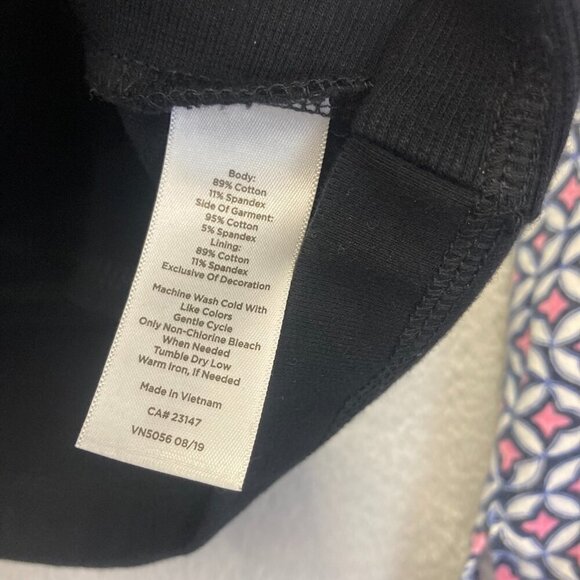 Body:
89% Cotton
11% Spandex
Side Of Garment:
95% Cotton
5% Spandex
Lining:
89% Cotton
11% Spandex
Exclusive Of Decoration
Machine Wash Cold With
Like Colors
Gentle Cycle
Only Non-Chlorine Bleach
When Needed
Tumble Dry Low
Warm Iron, If Needed
Made In Vietnam
CA# 23147
VN5056 08/19